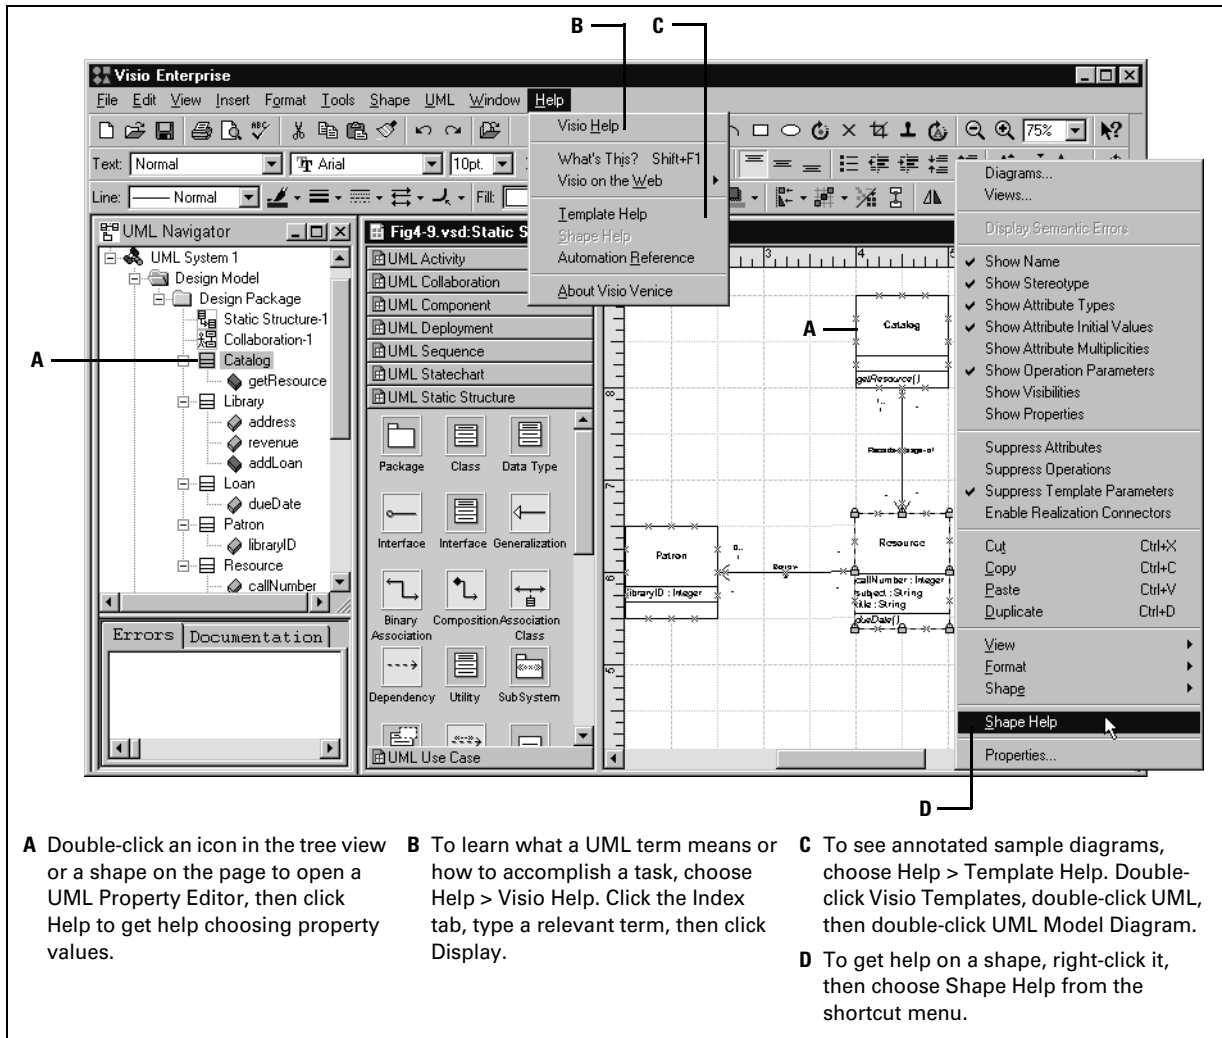 B C
Visio Enterprise
File Edit View Insert Format Tools Shape UML Window Help
Text: Normal Arial 10pt. 75%
Line: Normal Fill:
Visio Help
What's This? Shift+F1
Visio on the Web
Template Help
Shape Help
Automation Reference
About Visio Venice
UML Navigator
UML System 1
Design Model
Design Package
Static Structure-1
Collaboration-1
A
Catalog
getResource
Library
address
revenue
addLoan
Loan
dueDate
Patron
libraryID
Resource
callNumber
Errors Documentation
Fig4-9.vsd:Static S
UML Activity
UML Collaboration
UML Component
UML Deployment
UML Sequence
UML Statechart
UML Static Structure
Package Class Data Type
Interface Interface Generalization
Binary Association Composition Association Class
Dependency Utility SubSystem
UML Use Case
3 4
8
7
6
5
A
Catalog
getResource()
Patron
libraryID : Integer
Resource
callNumber : Integer
subject : String
title : String
dueDate()
Diagrams...
Views...
Display Semantic Errors
Show Name
Show Stereotype
Show Attribute Types
Show Attribute Initial Values
Show Attribute Multiplicities
Show Operation Parameters
Show Visibilities
Show Properties
Suppress Attributes
Suppress Operations
Suppress Template Parameters
Enable Realization Connectors
Cut Ctrl+X
Copy Ctrl+C
Paste Ctrl+V
Duplicate Ctrl+D
View
Format
Shape
Shape Help
Properties...
D
A Double-click an icon in the tree view
or a shape on the page to open a
UML Property Editor, then click
Help to get help choosing property
values.
B To learn what a UML term means or
how to accomplish a task, choose
Help > Visio Help. Click the Index
tab, type a relevant term, then click
Display.
C To see annotated sample diagrams,
choose Help > Template Help. Double-
click Visio Templates, double-click UML,
then double-click UML Model Diagram.
D To get help on a shape, right-click it,
then choose Shape Help from the
shortcut menu.